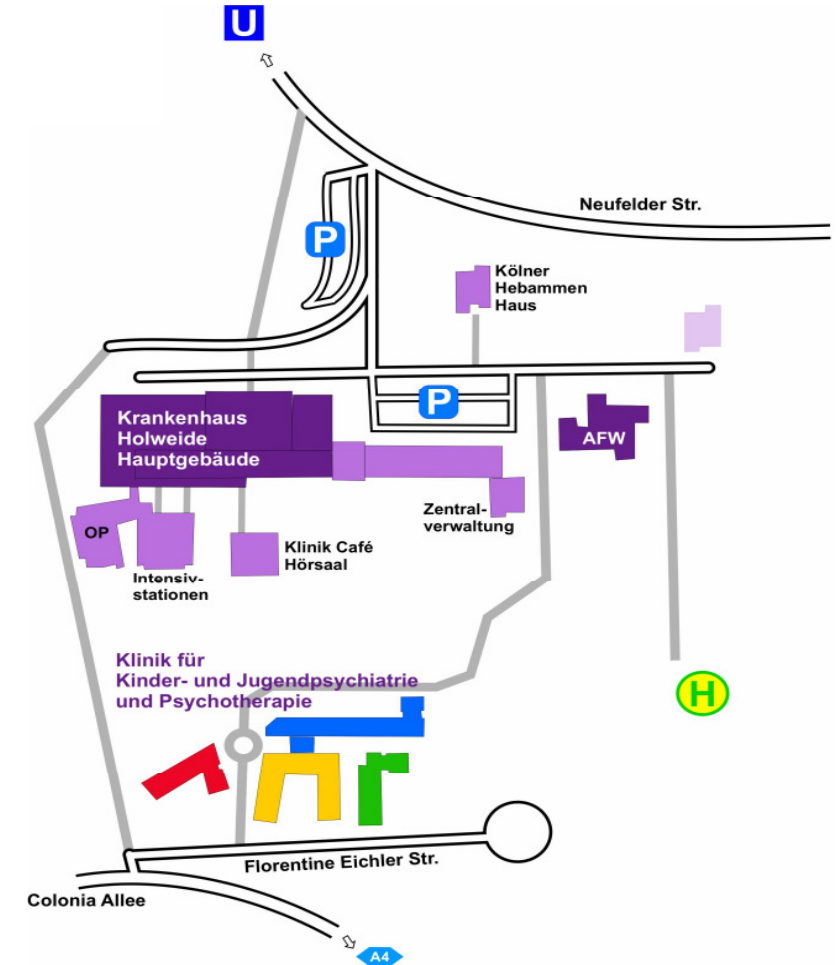 U
Neufelder Str.
P
Kölner
Hebammen
Haus
P
Krankenhaus
Holweide
Hauptgebäude
AFW
Zentral-
verwaltung
OP
Klinik Café
Hörsaal
Intensiv-
stationen
Klinik für
Kinder- und Jugendpsychiatrie
und Psychotherapie
H
Florentine Eichler Str.
Colonia Allee
A4